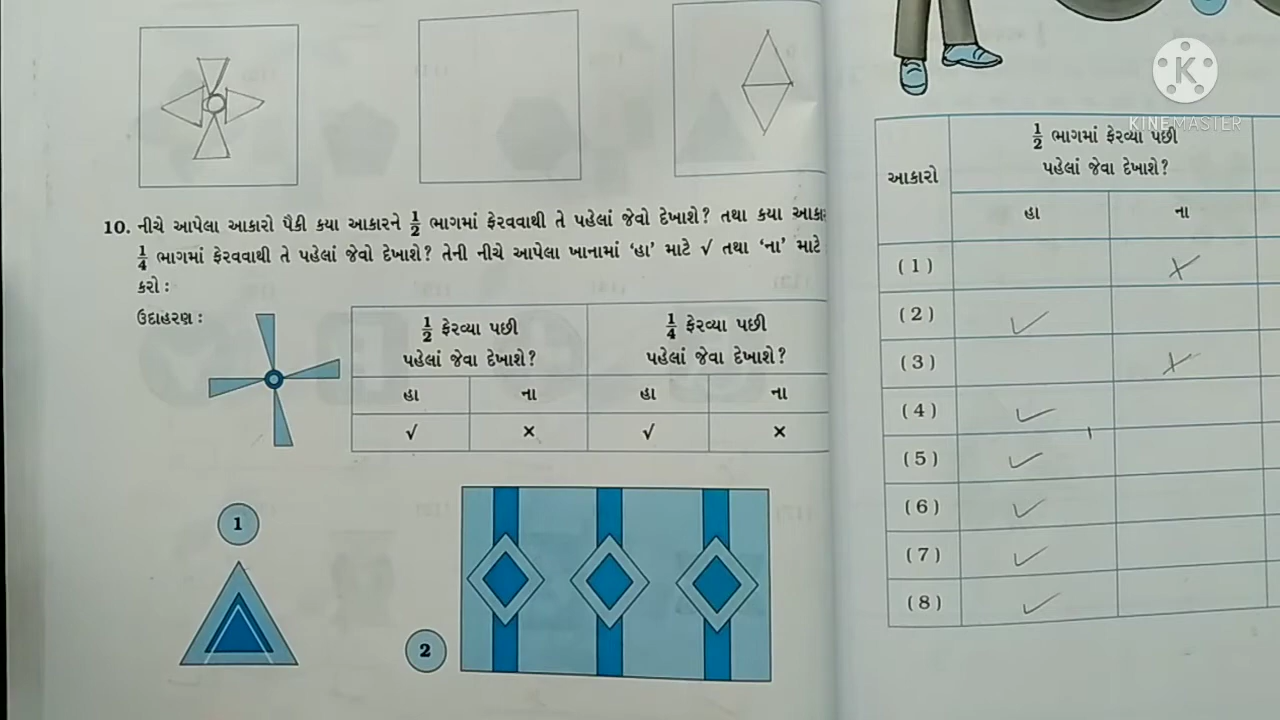 10. નીચે આપેલા આકારો પૈકી કયા આકારને 1/2 ભાગમાં ફેરવવાથી તે પહેલાં જેવો દેખાશે? તથા કયા
1/4 ભાગમાં ફેરવવાથી તે પહેલાં જેવો દેખાશે? તેની નીચે આપેલા ખાનામાં ‘હા’ માટે √ તથા ‘ના’ માટે
કરો :
ઉદાહરણ :
1/2 ફેરવ્યા પછી
પહેલાં જેવા દેખાશે?
1/4 ફેરવ્યા પછી
પહેલાં જેવા દેખાશે?
હા ના હા ના
√ × √ ×
1
2
KINEMASTER
આકારો
1/2 ભાગમાં ફેરવ્યા પછી
પહેલાં જેવા દેખાશે?
હા ના
(1) ×
(2) ✓
(3) ×
(4) ✓
(5) ✓
(6) ✓
(7) ✓
(8) ✓